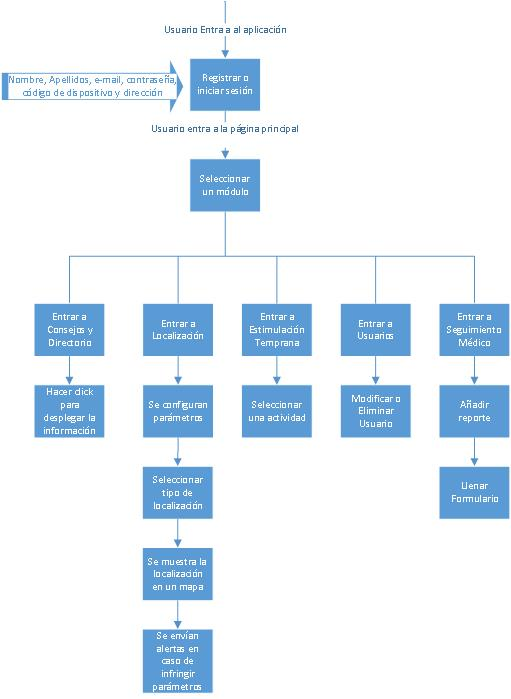 Usuario Entra a al aplicación
Nombre, Apellidos, e-mail, contraseña,
código de dispositivo y dirección
Registrar o
iniciar sesión
Usuario entra a la página principal
Seleccionar
un módulo
Entrar a
Consejos y
Directorio
Entrar a
Localización
Entrar a
Estimulación
Temprana
Entrar a
Usuarios
Entrar a
Seguimiento
Médico
Hacer click
para
desplegar la
información
Se configuran
parámetros
Seleccionar
una actividad
Modificar o
Eliminar
Usuario
Añadir
reporte
Seleccionar
tipo de
localización
Llenar
Formulario
Se muestra la
localización
en un mapa
Se envían
alertas en
caso de
infringir
parámetros